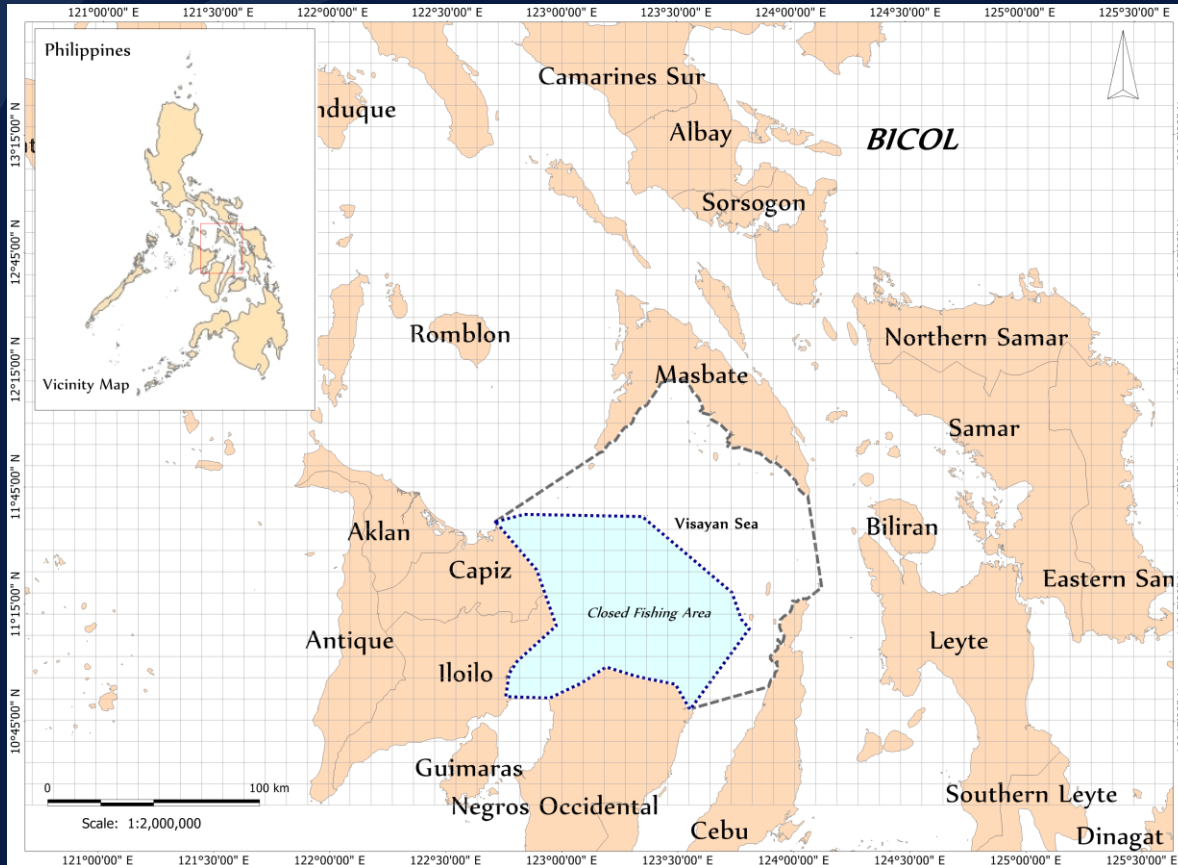 121°00'00" E 121°30'00" E 122°00'00" E 122°30'00" E 123°00'00" E 123°30'00" E 124°00'00" E 124°30'00" E 125°00'00" E 125°30'00" E
Philippines
Vicinity Map
13°15'00" N
12°45'00" N
12°15'00" N
11°45'00" N
11°15'00" N
10°45'00" N
nduque
Camarines Sur
Albay
BICOL
Sorsogon
Romblon
Northern Samar
Masbate
Samar
Visayan Sea
Biliran
Aklan
Capiz
Eastern Sam
Closed Fishing Area
Antique
Leyte
Iloilo
Guimaras
Negros Occidental
Southern Leyte
Cebu
Dinagat
0 100 km
Scale: 1:2,000,000
121°00'00" E 121°30'00" E 122°00'00" E 122°30'00" E 123°00'00" E 123°30'00" E 124°00'00" E 124°30'00" E 125°00'00" E 125°30'00" E